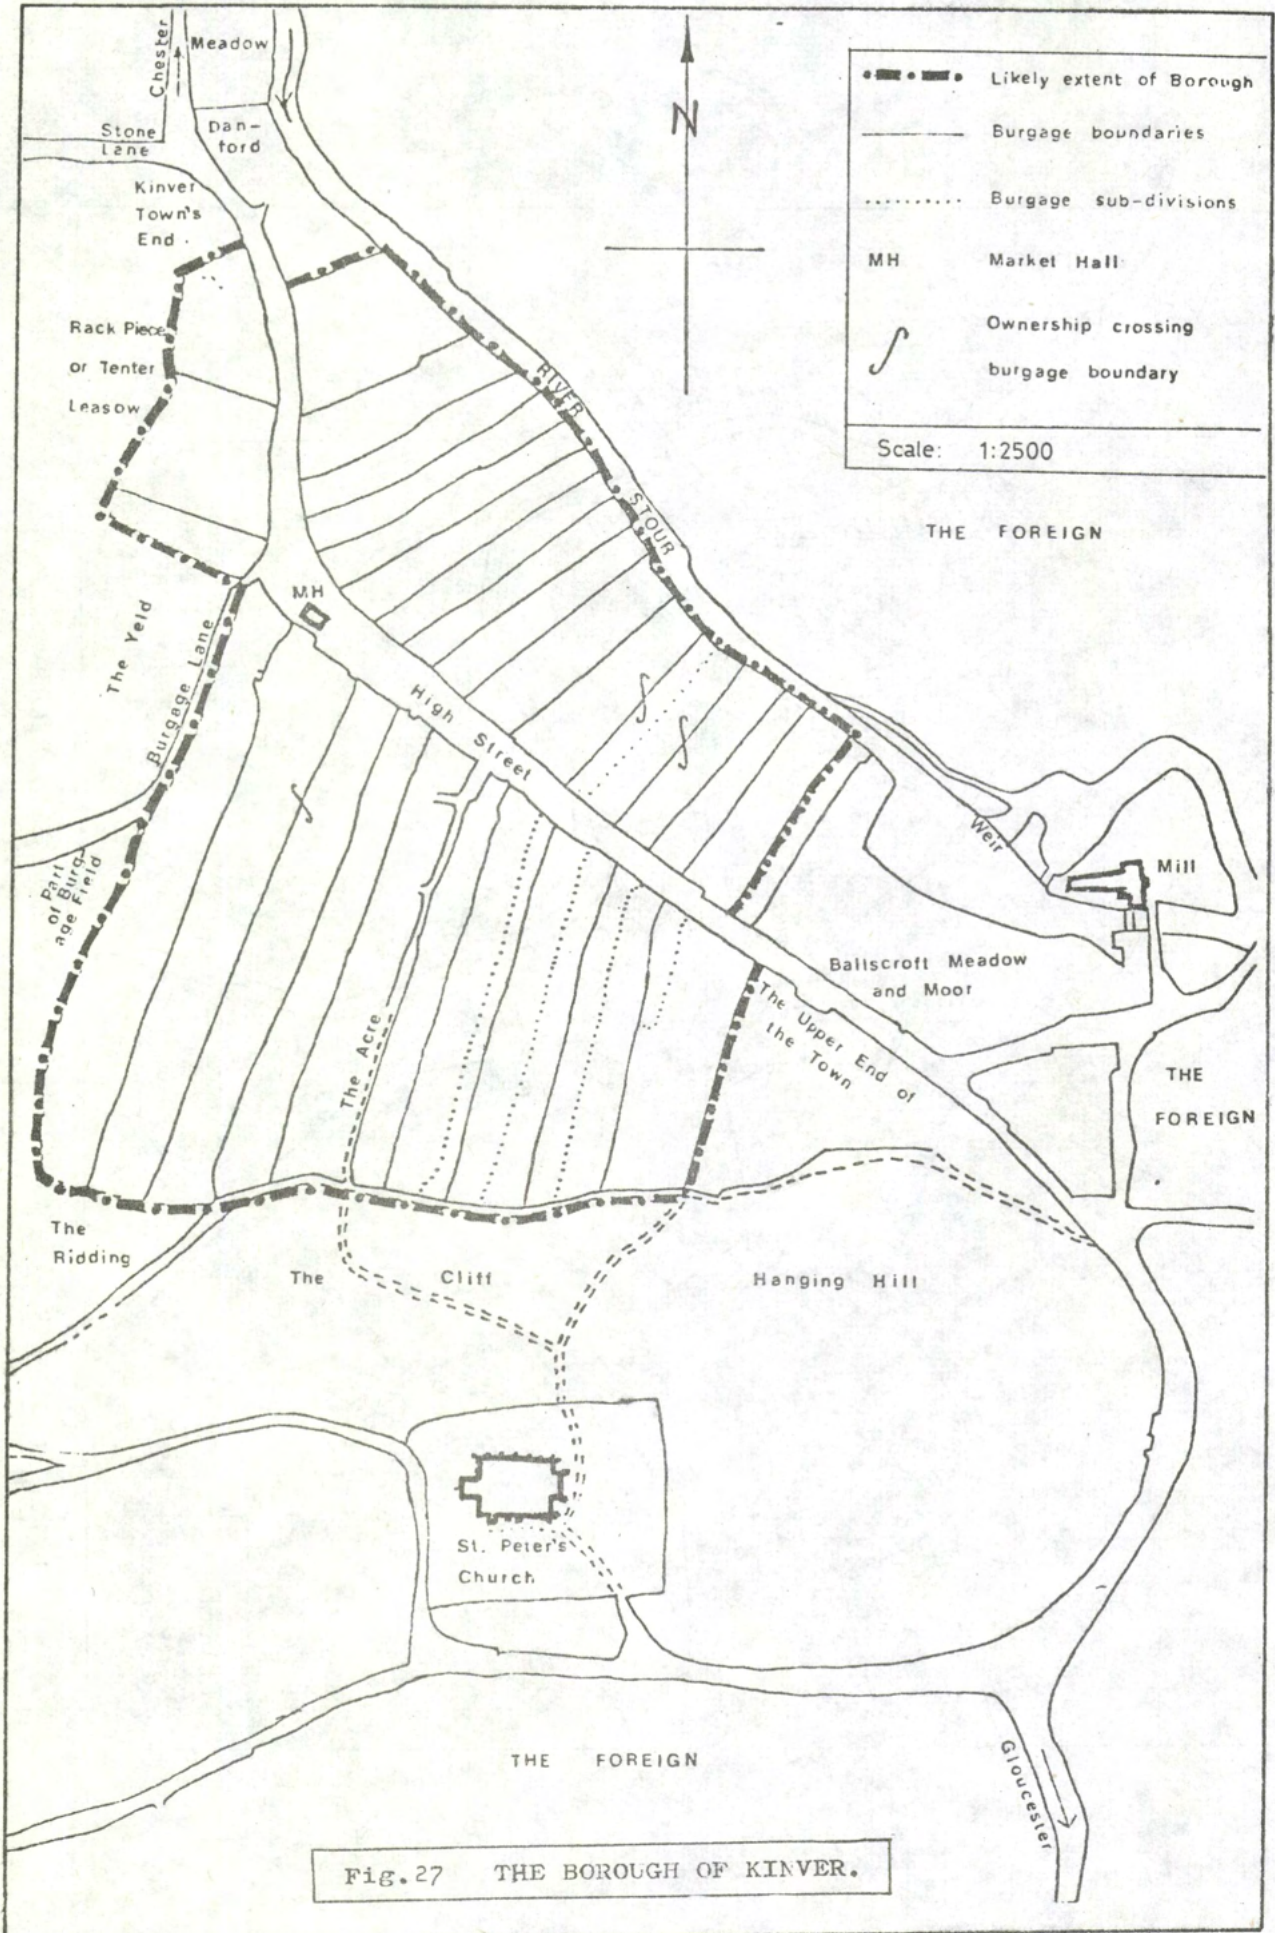 Chester
Meadow
Stone
Lane
Dan-
ford
Kinver
Town's
End.
N
Likely extent of Borough
Burgage boundaries
Burgage sub-divisions
MH Market Hall
Ownership crossing
burgage boundary
Scale: 1:2500
Rack Piece
or Tenter
Leasow
RIVER
STOUR
THE FOREIGN
MH
The Yeld
Burgage Lane
High
Street
Part
of Burg-
age Field
Weir
Mill
Ballscroft Meadow
and Moor
The Acre
The Upper End of
the Town
THE
FOREIGN
The
Ridding
The Cliff
Hanging Hill
St. Peter's
Church
THE FOREIGN
Gloucester
Fig.27 THE BOROUGH OF KINVER.